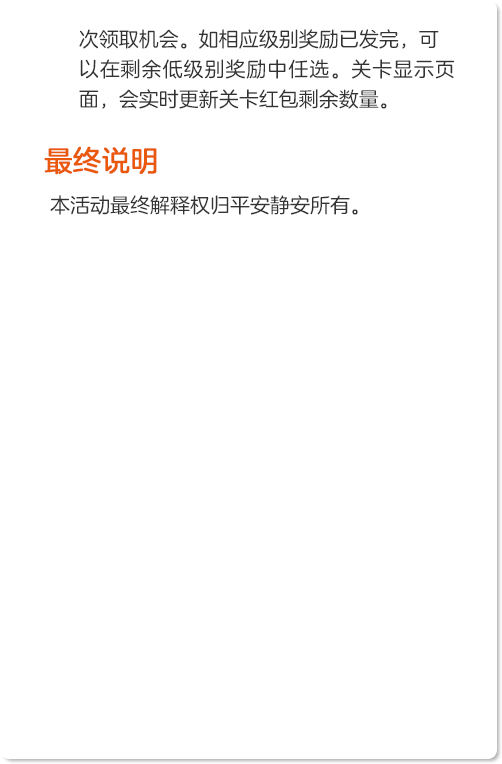 次领取机会。如相应级别奖励已发完，可
以在剩余低级别奖励中任选。关卡显示页
面，会实时更新关卡红包剩余数量。
最终说明
本活动最终解释权归平安静安所有。